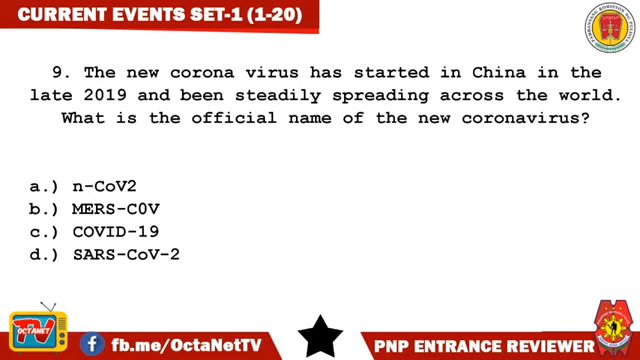 CURRENT EVENTS SET-1 (1-20)
9. The new corona virus has started in China in the
late 2019 and been steadily spreading across the world.
What is the official name of the new coronavirus?
a.) n-CoV2
b.) MERS-C0V
c.) COVID-19
d.) SARS-CoV-2
OCTANET
TV
fb.me/OctaNetTV
PNP ENTRANCE REVIEWER